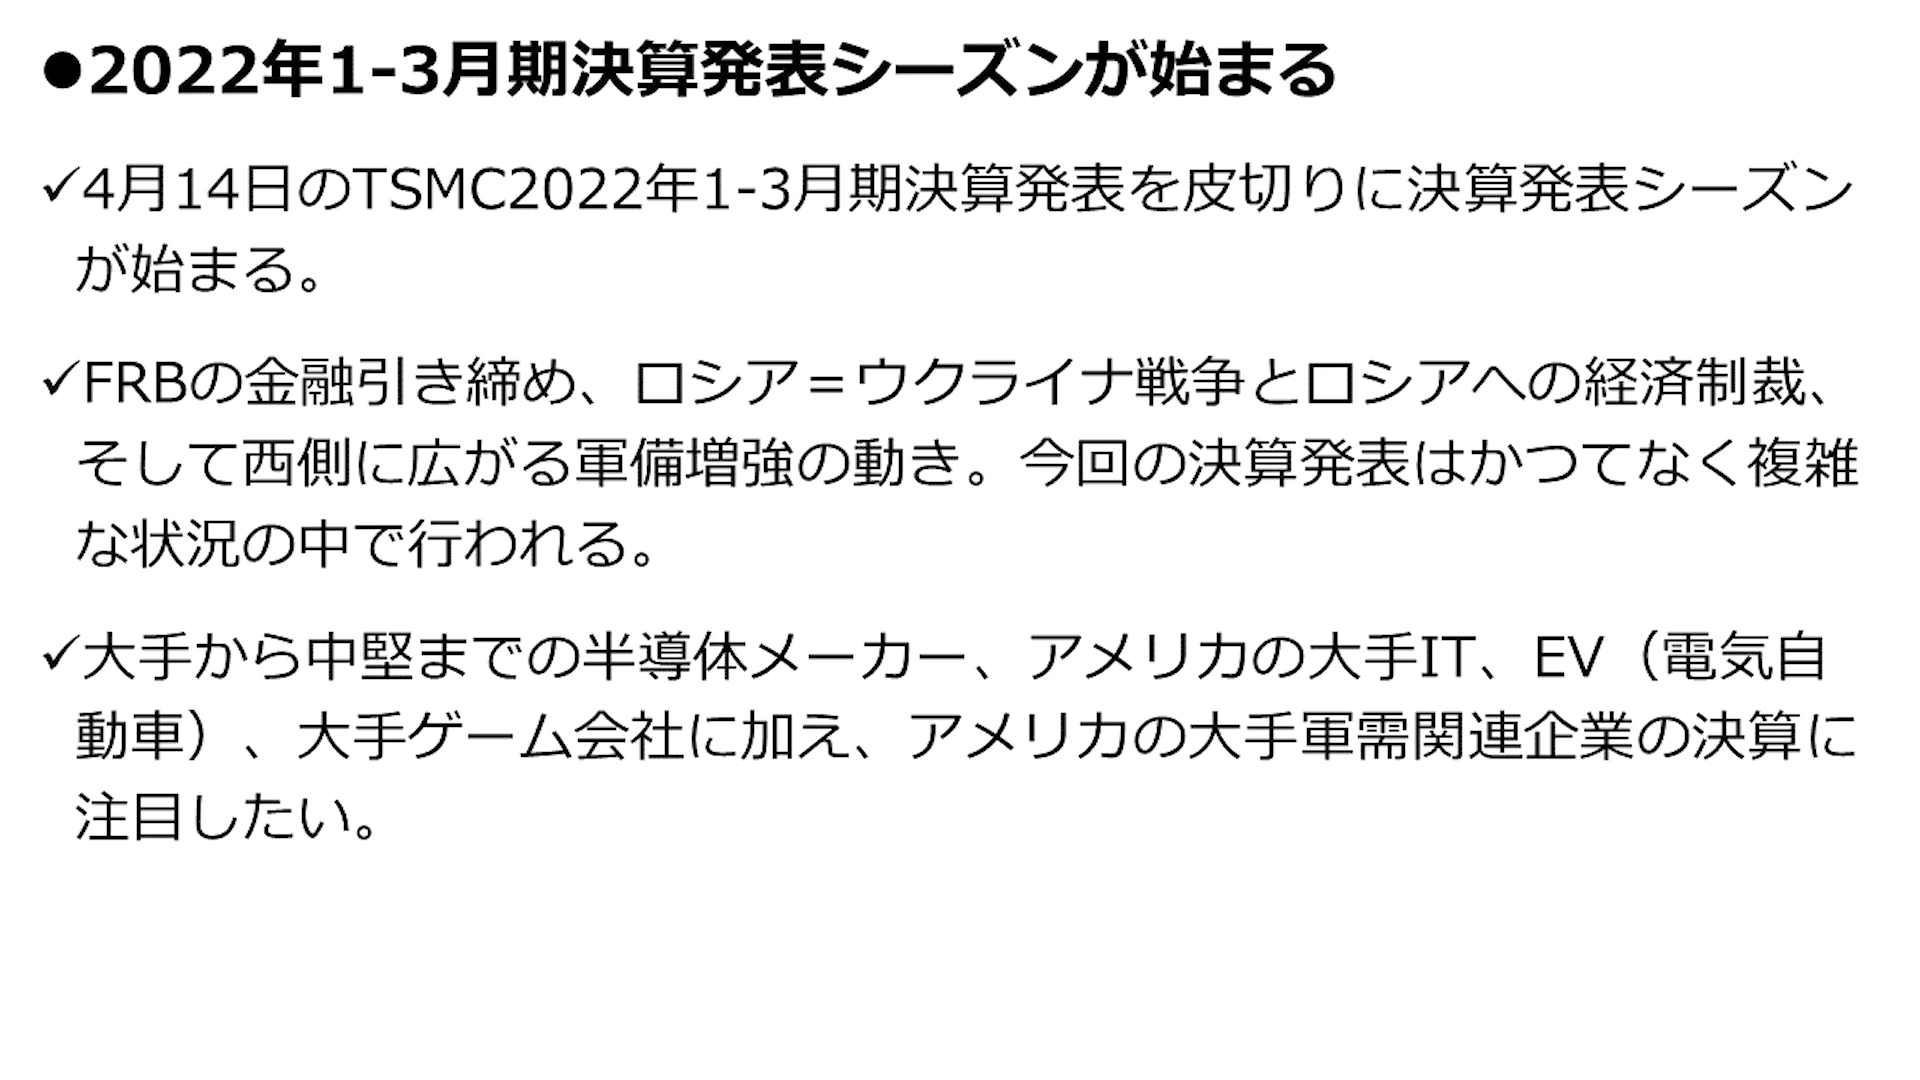 ●2022年1-3月期決算発表シーズンが始まる
✓4月14日のTSMC2022年1-3月期決算発表を皮切りに決算発表シーズン
が始まる。
✓FRBの金融引き締め、ロシア＝ウクライナ戦争とロシアへの経済制裁、
そして西側に広がる軍備増強の動き。今回の決算発表はかつてなく複雑
な状況の中で行われる。
✓大手から中堅までの半導体メーカー、アメリカの大手IT、EV（電気自
動車）、大手ゲーム会社に加え、アメリカの大手軍需関連企業の決算に
注目したい。